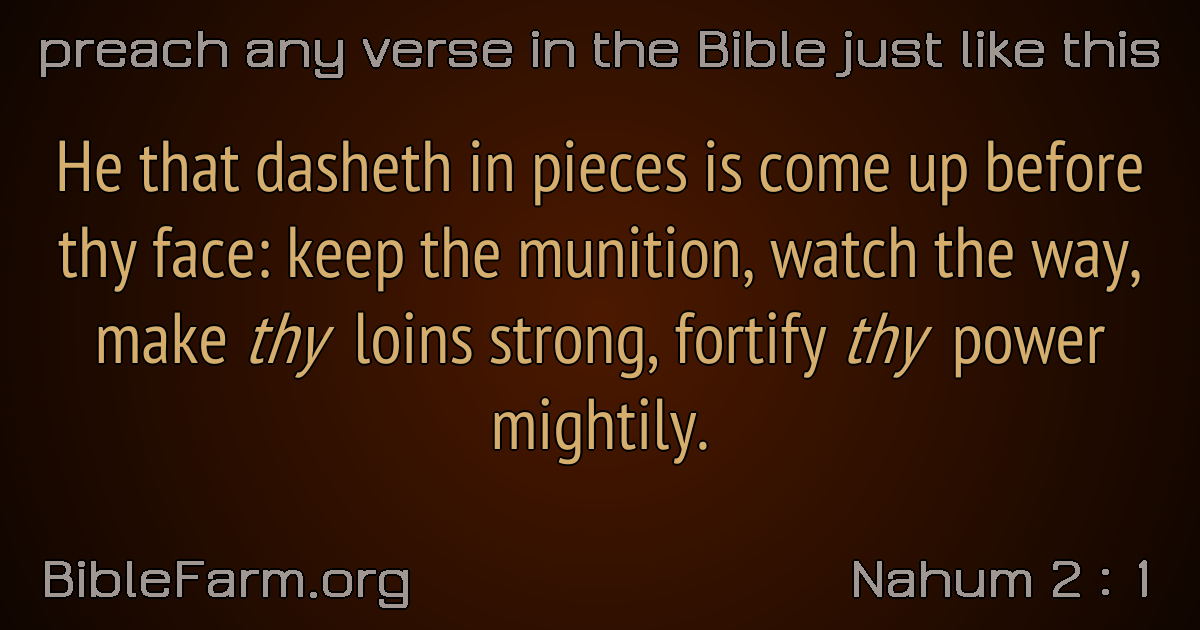 preach any verse in the Bible just like this
He that dasheth in pieces is come up before
thy face: keep the munition, watch the way,
make thy loins strong, fortify thy power
mightily.
BibleFarm.org
Nahum 2 : 1